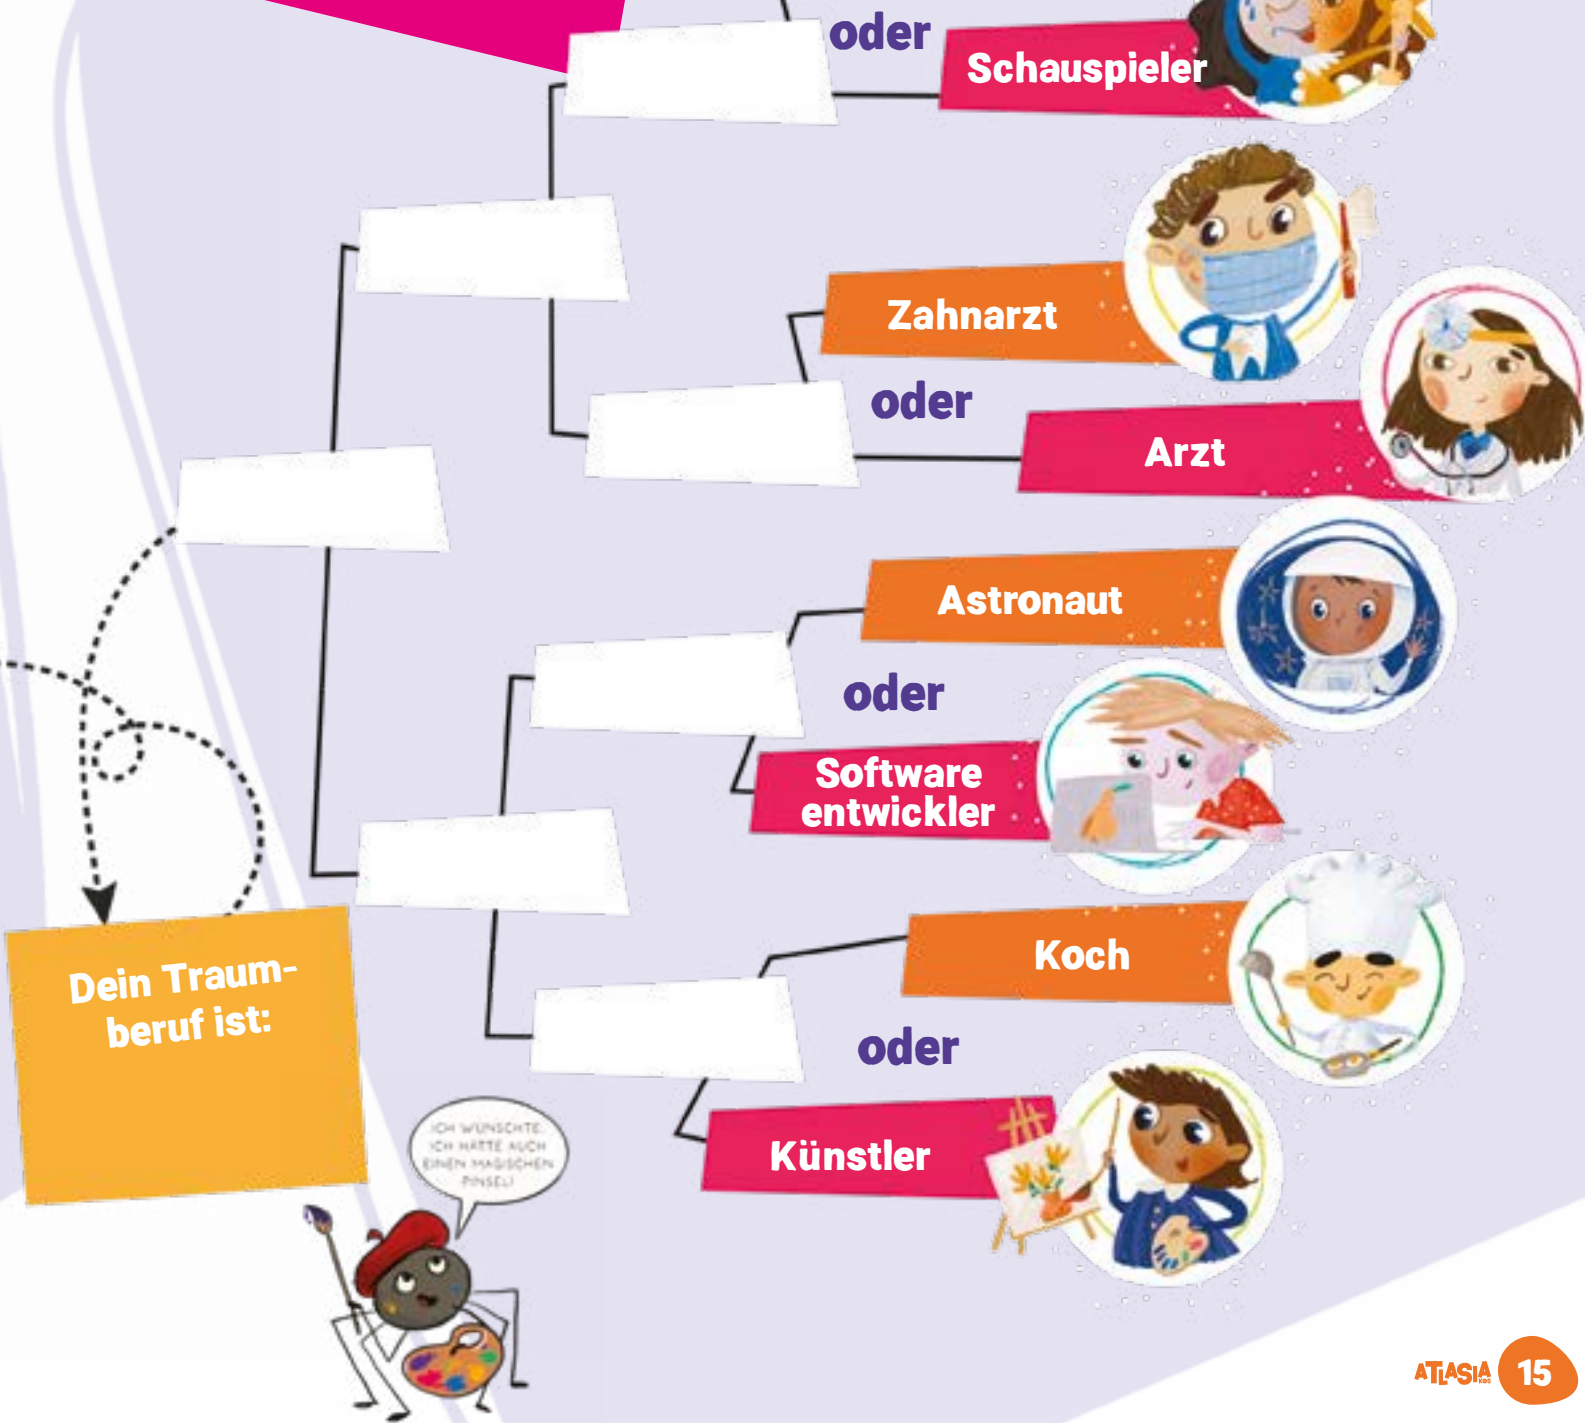 oder
Schauspieler
Zahnarzt
oder
Arzt
Astronaut
oder
Software
entwickler
Koch
oder
Künstler
Dein Traum-
beruf ist:
ICH WÜNSCHTE,
ICH HÄTTE AUCH
EINEN MAGISCHEN
PINSEL!
ATLASIA
KIDS
15